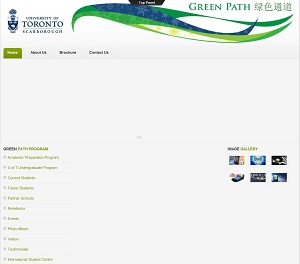 Top Panel
UNIVERSITY OF
TORONTO
SCARBOROUGH
GREEN PATH 绿色通道
Home
About Us
Brochure
Contact Us
GREEN PATH PROGRAM
IMAGE GALLERY
Academic Preparation Program
U of T Undergraduate Program
Current Students
Future Students
Partner Schools
Residence
Events
Photo Album
Videos
Testimonials
International Student Centre